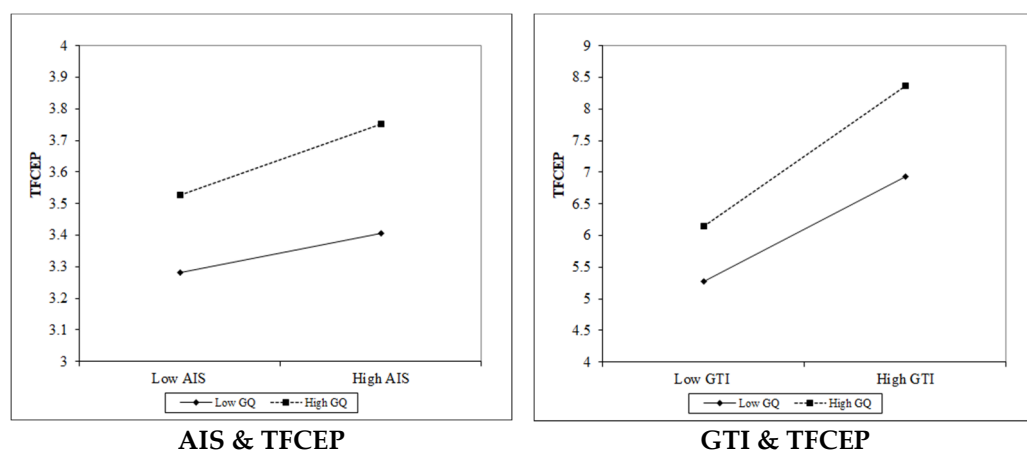 4
3.9
3.8
3.7
3.6
3.5
3.4
3.3
3.2
3.1
3
TFCEP
Low AIS High AIS
Low GQ High GQ
AIS & TFCEP
9
8.5
8
7.5
7
6.5
6
5.5
5
4.5
4
TFCEP
Low GTI High GTI
Low GQ High GQ
GTI & TFCEP